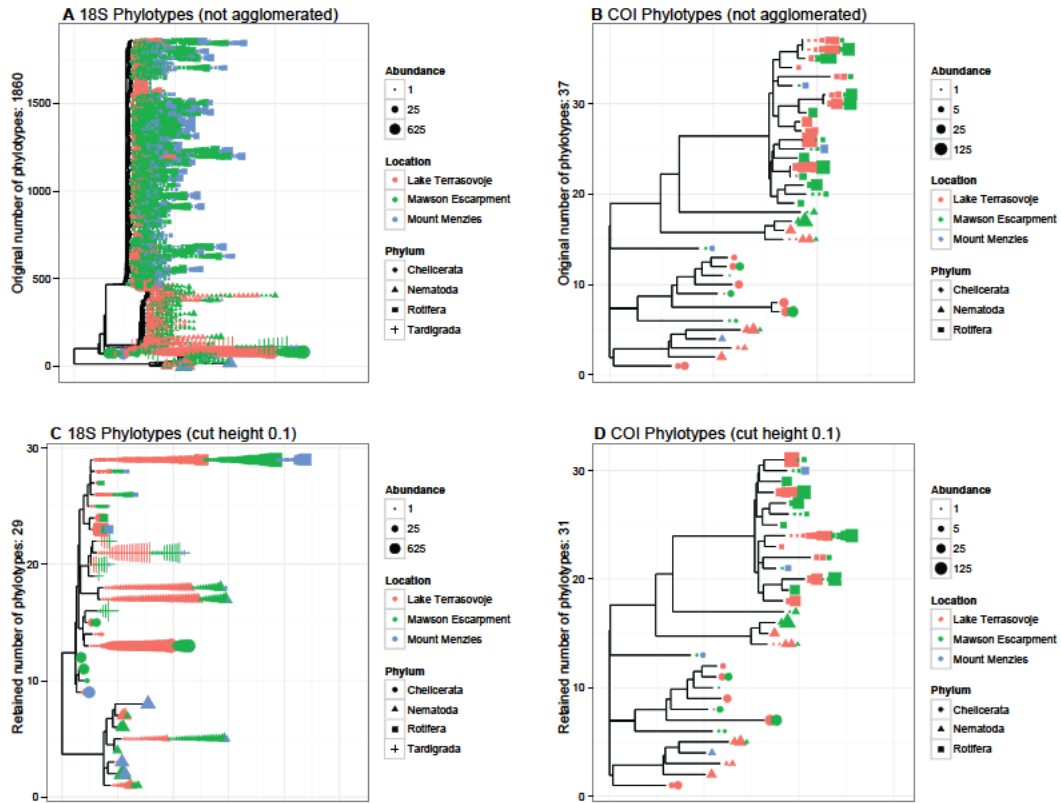 A 18S Phylotypes (not agglomerated)
Original number of phylotypes: 1860
1500
1000
500
0
Abundance
1
25
625
Location
Lake Terrasovoje
Mawson Escarpment
Mount Menzies
Phylum
Chelicerata
Nematoda
Rotifera
Tardigrada
B COI Phylotypes (not agglomerated)
Original number of phylotypes: 37
30
20
10
0
Abundance
1
5
25
125
Location
Lake Terrasovoje
Mawson Escarpment
Mount Menzies
Phylum
Chelicerata
Nematoda
Rotifera
C 18S Phylotypes (cut height 0.1)
Retained number of phylotypes: 29
30
20
10
0
Abundance
1
25
625
Location
Lake Terrasovoje
Mawson Escarpment
Mount Menzies
Phylum
Chelicerata
Nematoda
Rotifera
Tardigrada
D COI Phylotypes (cut height 0.1)
Retained number of phylotypes: 31
30
20
10
0
Abundance
1
5
25
125
Location
Lake Terrasovoje
Mawson Escarpment
Mount Menzies
Phylum
Chelicerata
Nematoda
Rotifera